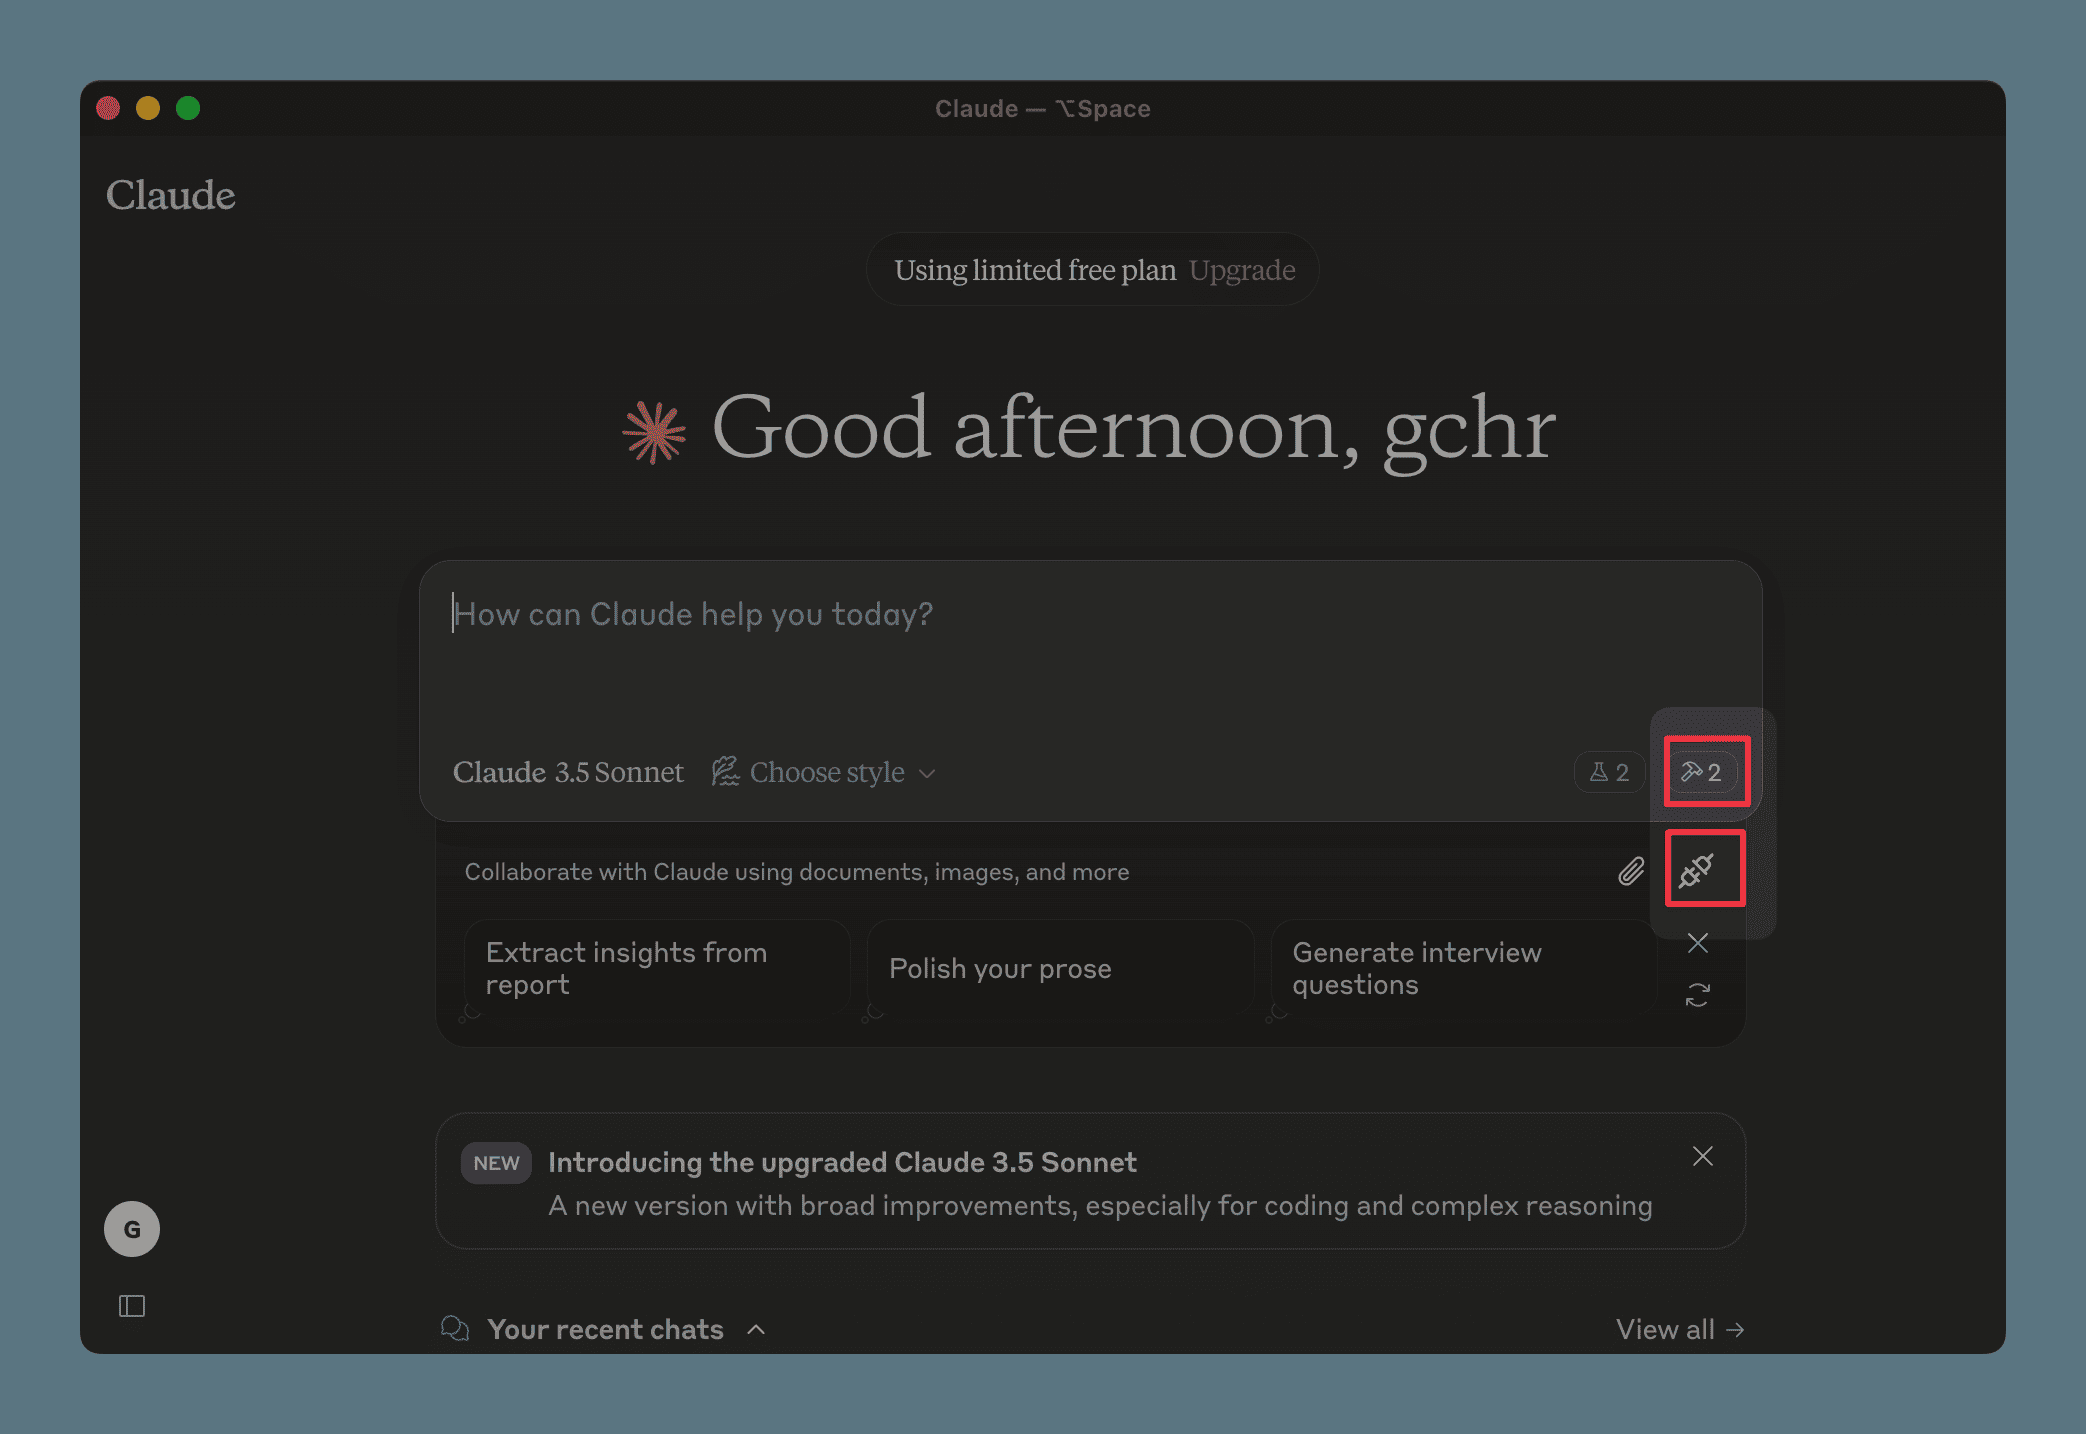 Claude — ⌥Space
Claude
Using limited free plan Upgrade
Good afternoon, gchr
How can Claude help you today?
Claude 3.5 Sonnet Choose style 2 2
Collaborate with Claude using documents, images, and more
Extract insights from
report
Polish your prose
Generate interview
questions
NEW Introducing the upgraded Claude 3.5 Sonnet
A new version with broad improvements, especially for coding and complex reasoning
G
Your recent chats View all →